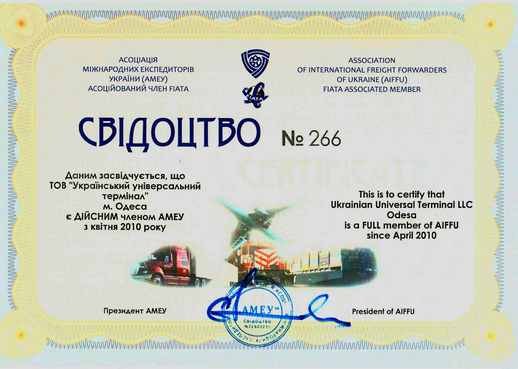 АСОЦІАЦІЯ
МІЖНАРОДНИХ ЕКСПЕДИТОРІВ
УКРАЇНИ (АМЕУ)
АСОЦІЙОВАНИЙ ЧЛЕН FIATA
ASSOCIATION
OF INTERNATIONAL FREIGHT FORWARDERS
OF UKRAINE (AIFFU)
FIATA ASSOCIATED MEMBER
СВІДОЦТВО № 266
Даним засвідчується, що
ТОВ "Український універсальний
термінал"
м. Одеса
є ДІЙСНИМ членом АМЕУ
з квітня 2010 року
This is to certify that
Ukrainian Universal Terminal LLC
Odesa
is a FULL member of AIFFU
since April 2010
Президент АМЕУ
АМЕУ
СВІДОЦТВО
President of AIFFU